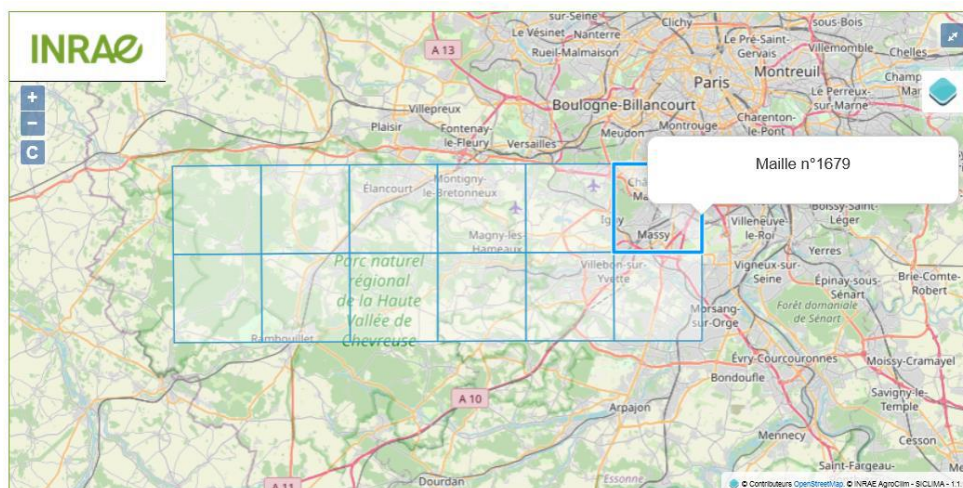 INRAE
+
−
C
sur-Seine
Le Vésinet
Nanterre
Rueil-Malmaison
Clichy
sous-Bois
Le Pré-Saint-
Gervais
Villemomble
Chelles
A 13
Paris
Montreuil
Champ
Le Perreux-
sur-Marne
Mar
Villepreux
Boulogne-Billancourt
Charenton-
le-Pont
Plaisir
Fontenay-
le-Fleury
Versailles
Meudon
Montrouge
Maille n°1679
Élancourt
Montigny-
le-Bretonneux
Igny
Massy
Boissy-Saint-
Léger
Villeneuve-
le-Roi
Magny-les-
Hameaux
Yerres
Parc naturel
régional
de la Haute
Vallée de
Chevreuse
Villebon-sur-
Yvette
Vigneux-sur-
Seine
Épinay-sous-
Sénart
Brie-Comte-
Robert
Forêt domaniale
de Sénart
Morsang-
sur-Orge
Rambouillet
Évry-Courcouronnes
Moissy-Cramayel
Bondoufle
Savigny-le-
Temple
A 10
Arpajon
Mennecy
Cesson
Saint-Fargeau-
Essonne
Dourdan
A 11
© Contributeurs OpenStreetMap, © INRAE AgroClim - SICLIMA - 1.1.